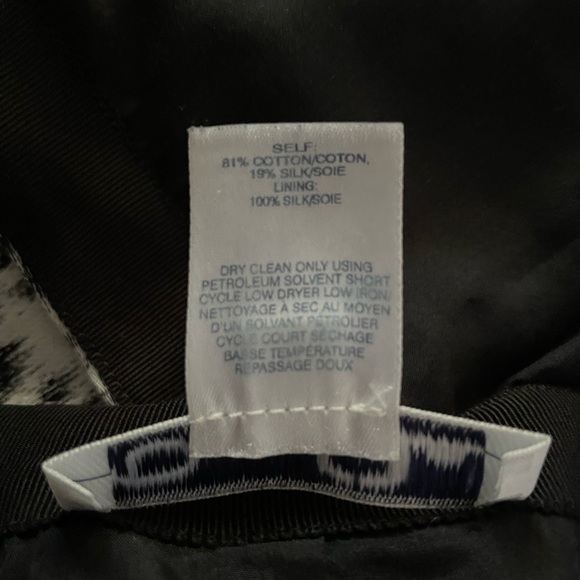 SELF:
81% COTTON/COTON,
19% SILK/SOIE
LINING:
100% SILK/SOIE
DRY CLEAN ONLY USING
PETROLEUM SOLVENT SHORT
CYCLE LOW DRYER LOW IRON/
NETTOYAGE À SEC AU MOYEN
D'UN SOLVANT PETROLIER
CYCLE COURT SÉCHAGE
BASSE TEMPÉRATURE
REPASSAGE DOUX